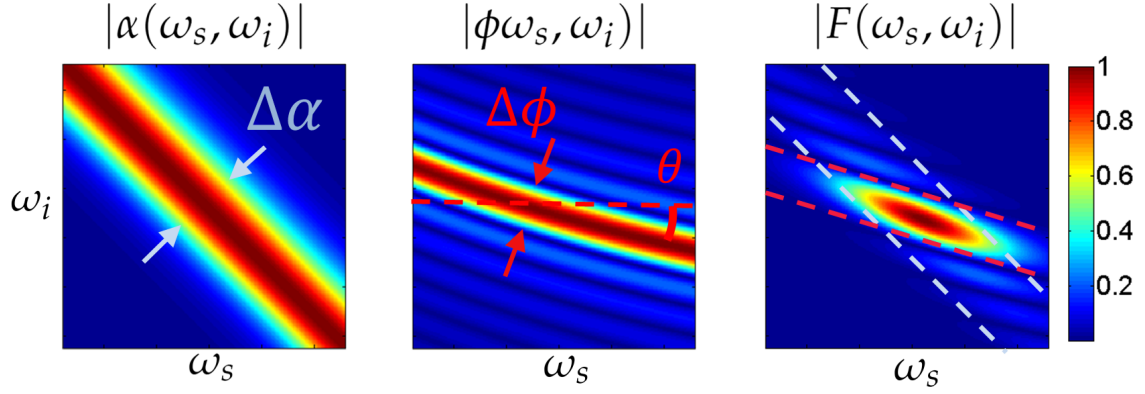 |α(ωs, ωi)|
|ϕωs, ωi)|
|F(ωs, ωi)|
Δα
Δϕ
θ
ωi
ωs
ωs
ωs
1
0.8
0.6
0.4
0.2